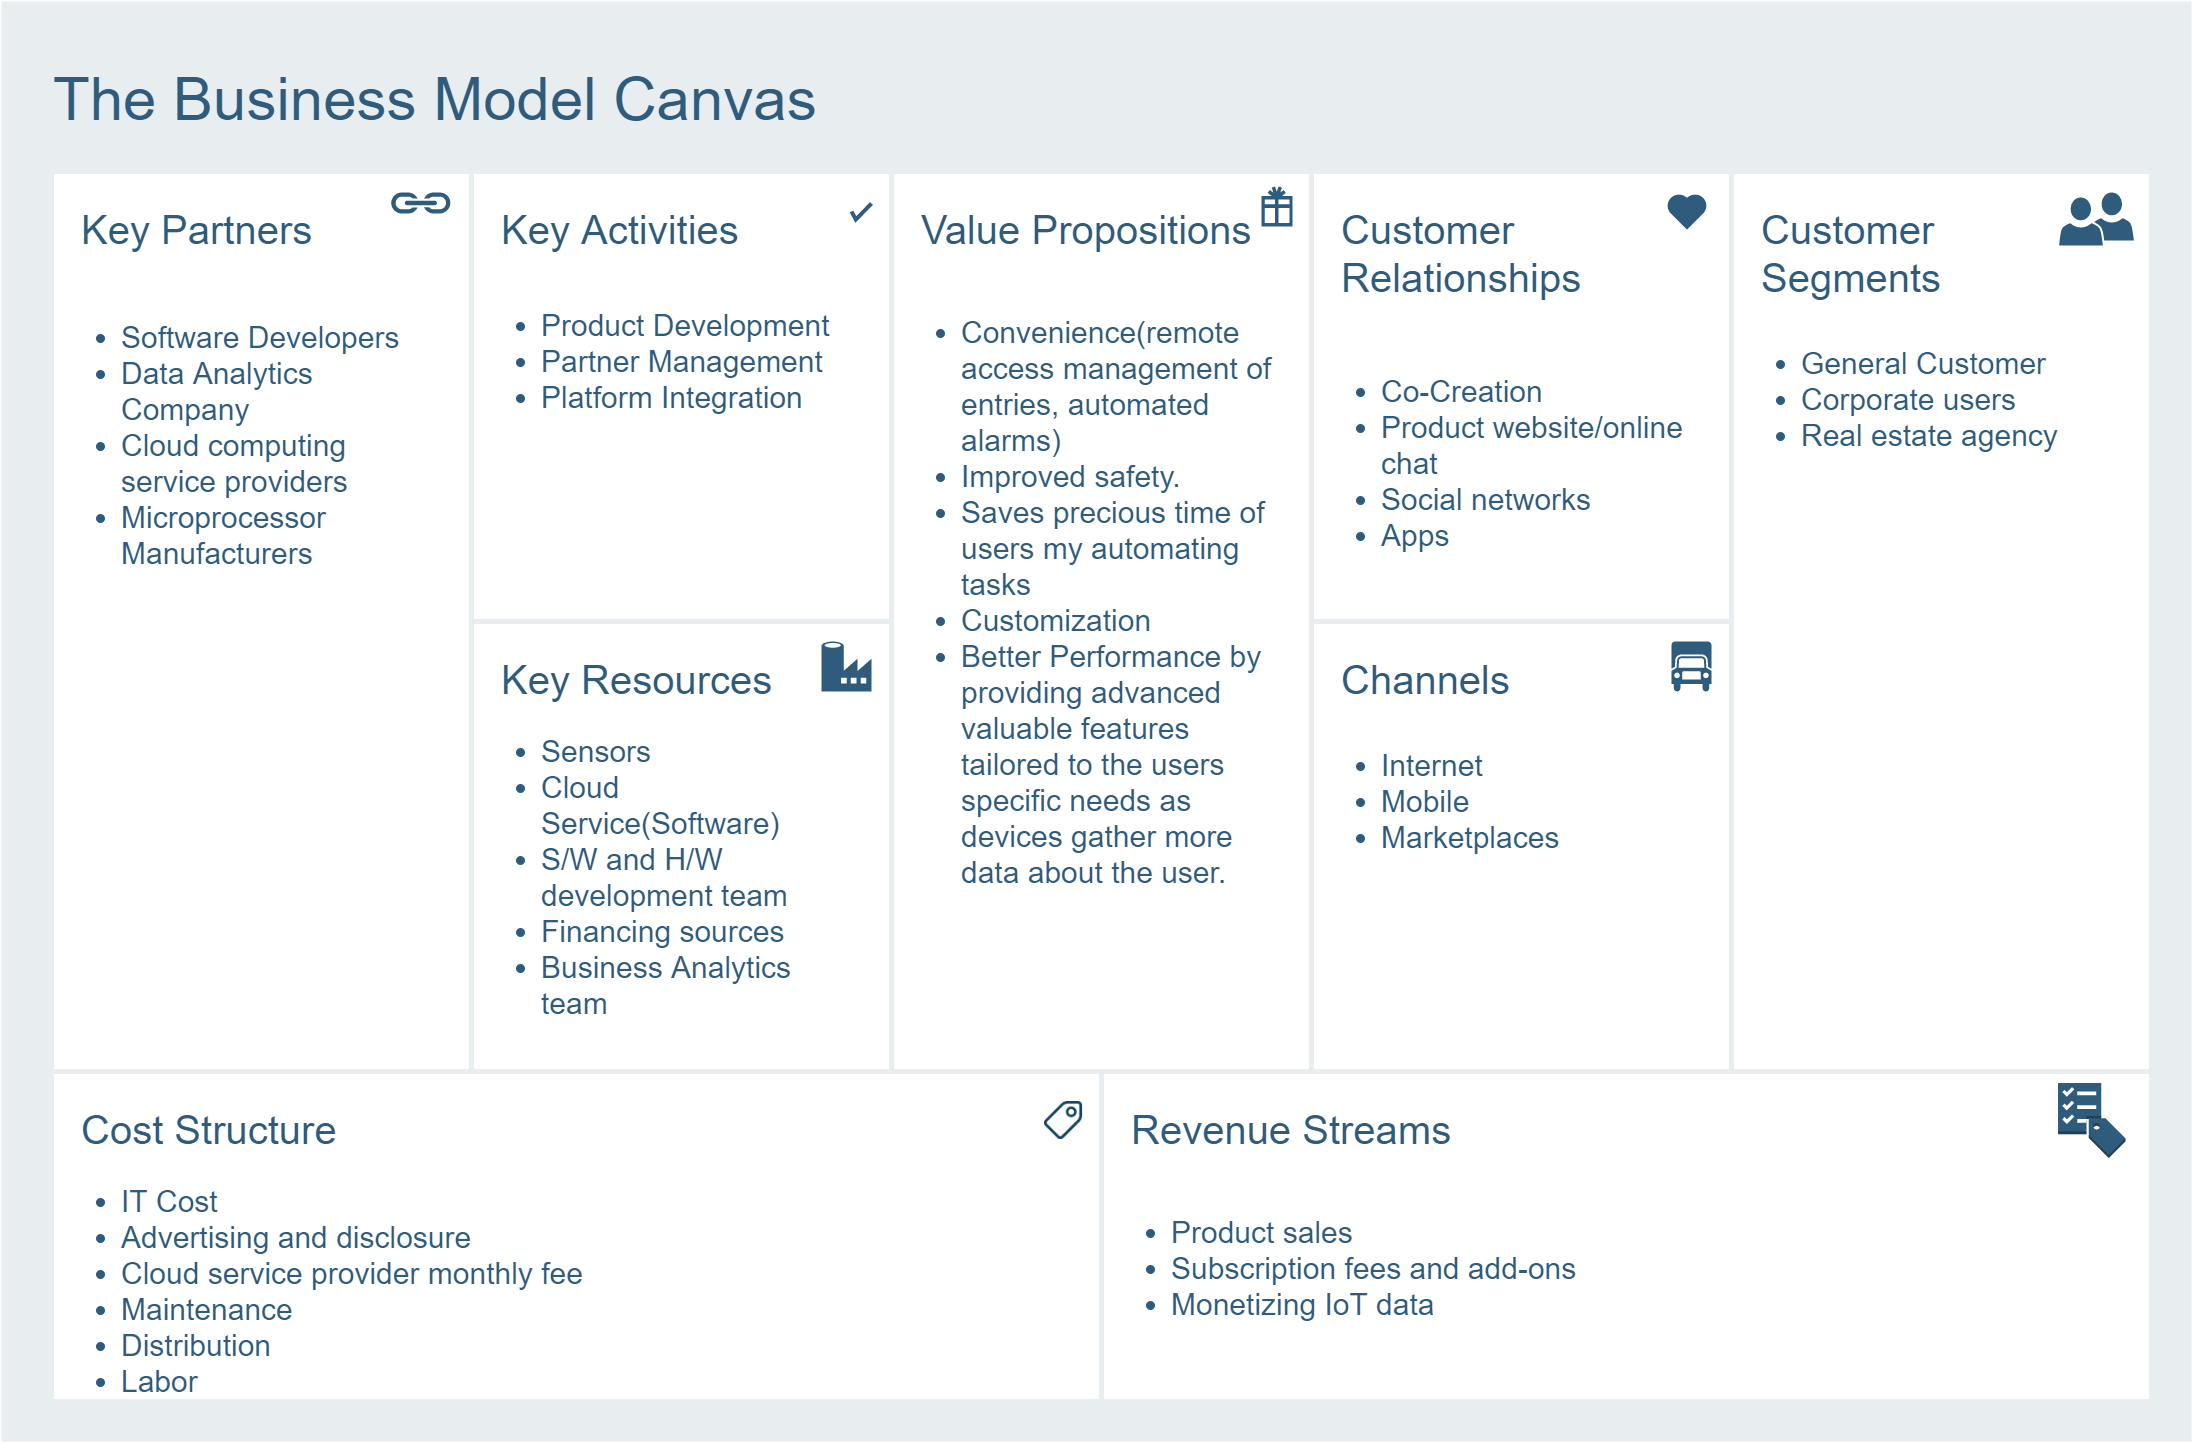 The Business Model Canvas
Key Partners
• Software Developers
• Data Analytics
Company
• Cloud computing
service providers
• Microprocessor
Manufacturers
Key Activities
• Product Development
• Partner Management
• Platform Integration
Key Resources
• Sensors
• Cloud
Service(Software)
• S/W and H/W
development team
• Financing sources
• Business Analytics
team
Value Propositions
• Convenience(remote
access management of
entries, automated
alarms)
• Improved safety.
• Saves precious time of
users my automating
tasks
• Customization
• Better Performance by
providing advanced
valuable features
tailored to the users
specific needs as
devices gather more
data about the user.
Customer
Relationships
• Co-Creation
• Product website/online
chat
• Social networks
• Apps
Channels
• Internet
• Mobile
• Marketplaces
Customer
Segments
• General Customer
• Corporate users
• Real estate agency
Cost Structure
• IT Cost
• Advertising and disclosure
• Cloud service provider monthly fee
• Maintenance
• Distribution
• Labor
Revenue Streams
• Product sales
• Subscription fees and add-ons
• Monetizing IoT data